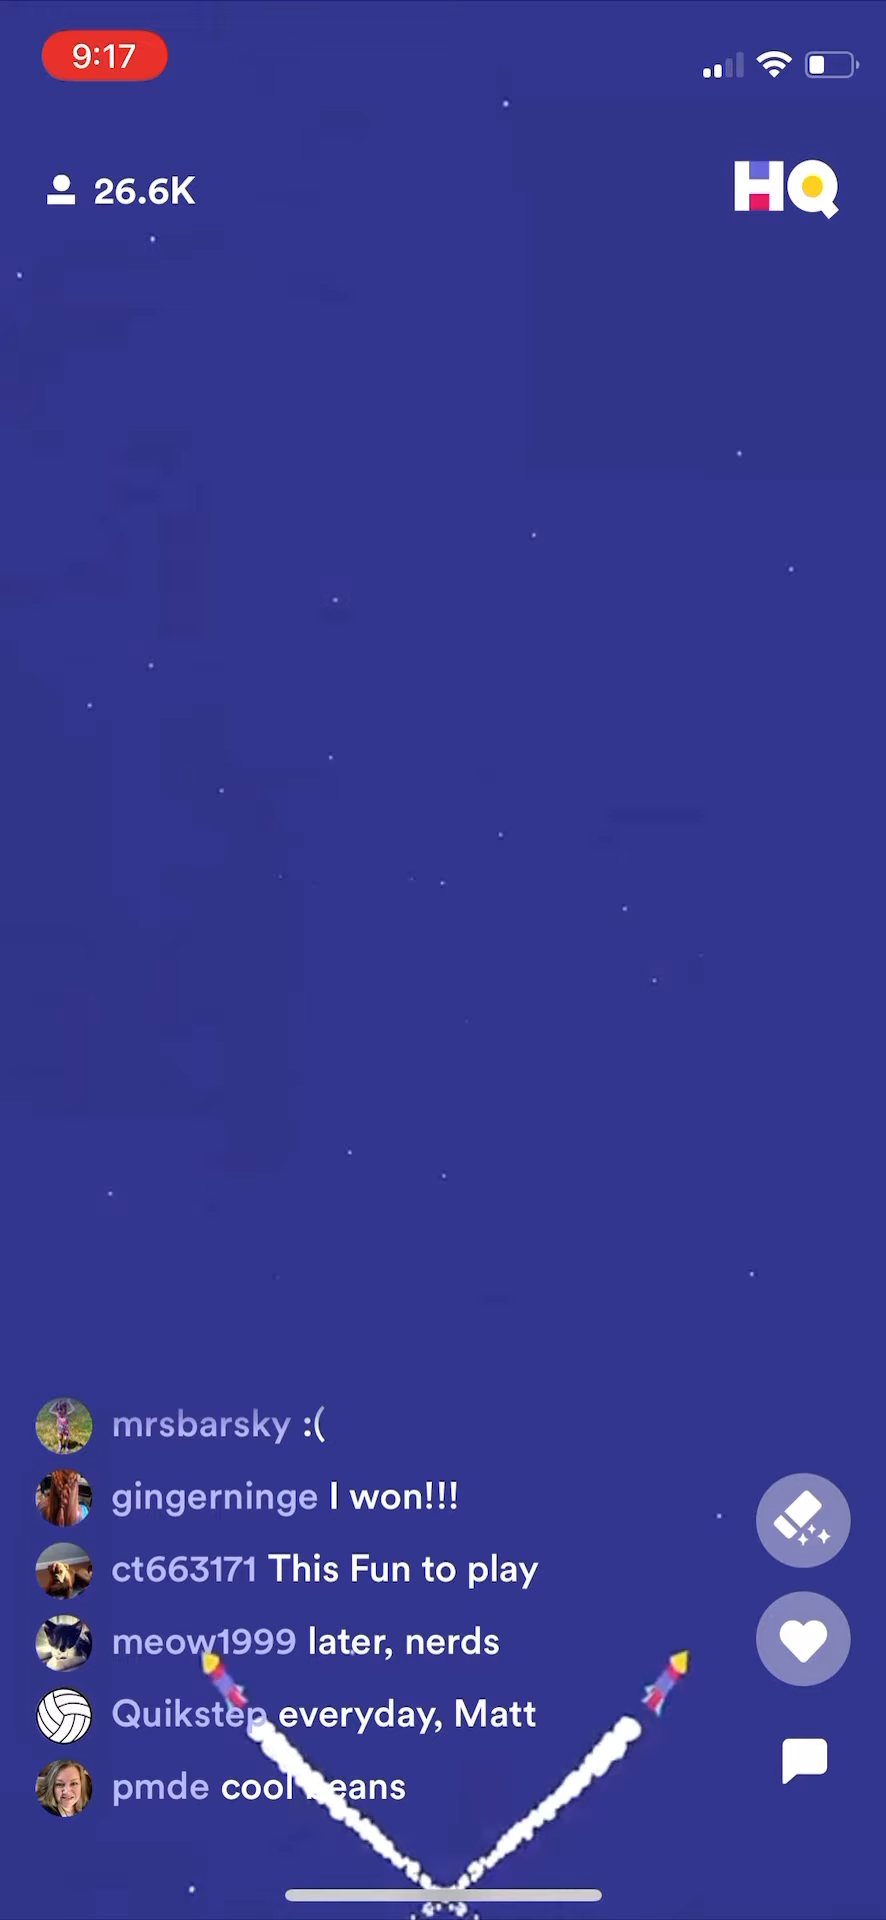 9:17
26.6K
HQ
mrsbarsky :(
gingerninge I won!!!
ct663171 This Fun to play
meow1999 later, nerds
Quikstep everyday, Matt
pmde cool eans